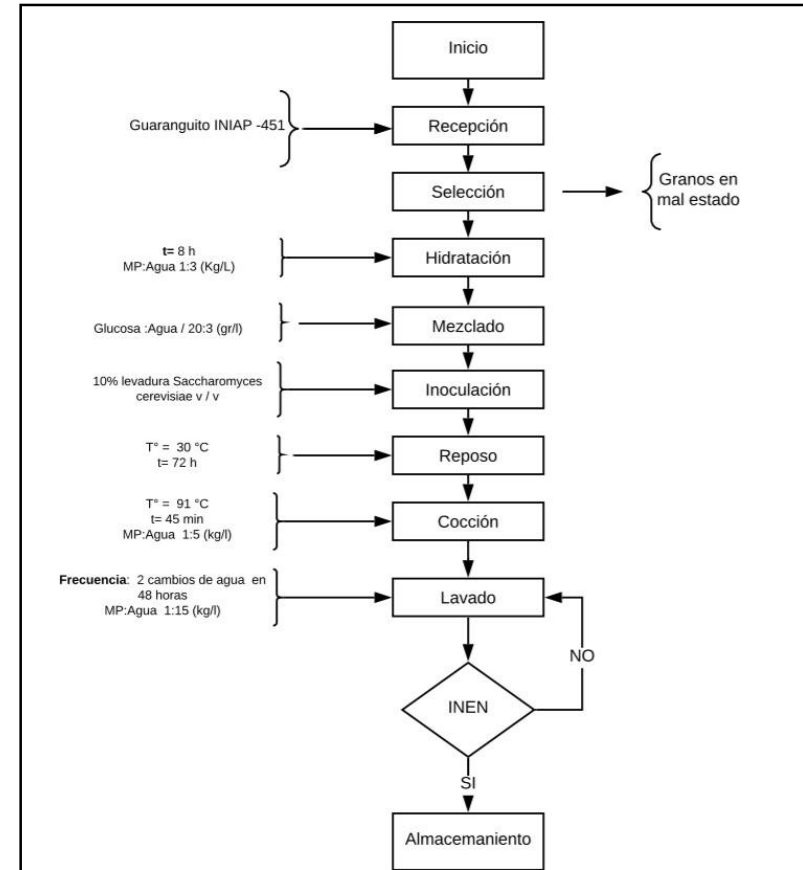 Inicio
Guaranguito INIAP -451
Recepción
Selección
Granos en
mal estado
t= 8 h
MP:Agua 1:3 (Kg/L)
Hidratación
Glucosa :Agua / 20:3 (gr/l)
Mezclado
10% levadura Saccharomyces
cerevisiae v / v
Inoculación
T° = 30 °C
t= 72 h
Reposo
T° = 91 °C
t= 45 min
MP:Agua 1:5 (kg/l)
Cocción
Frecuencia: 2 cambios de agua en
48 horas
MP:Agua 1:15 (kg/l)
Lavado
NO
INEN
SI
Almacemaniento